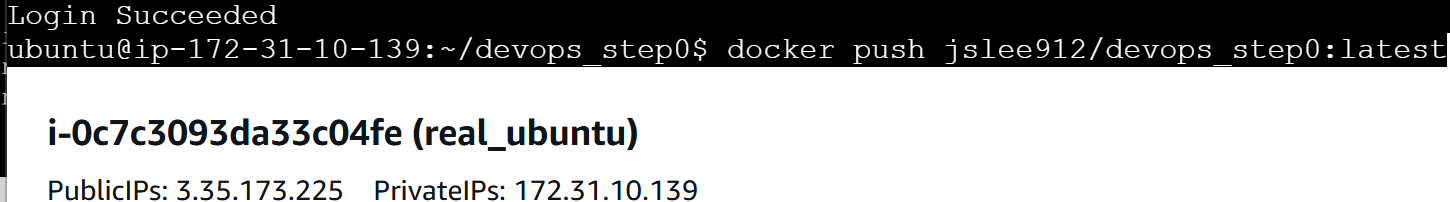 Login Succeeded
ubuntu@ip-172-31-10-139:~/devops_step0$ docker push jslee912/devops_step0:latest
i-0c7c3093da33c04fe (real_ubuntu)
PublicIPs: 3.35.173.225 PrivateIPs: 172.31.10.139